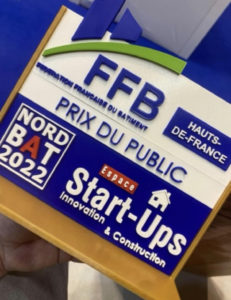 FFB
FÉDÉRATION FRANÇAISE DU BÂTIMENT
HAUTS-
DE-FRANCE
PRIX DU PUBLIC
NORD
BAT
2022
Espace
Start-Ups
Innovation
& Construction